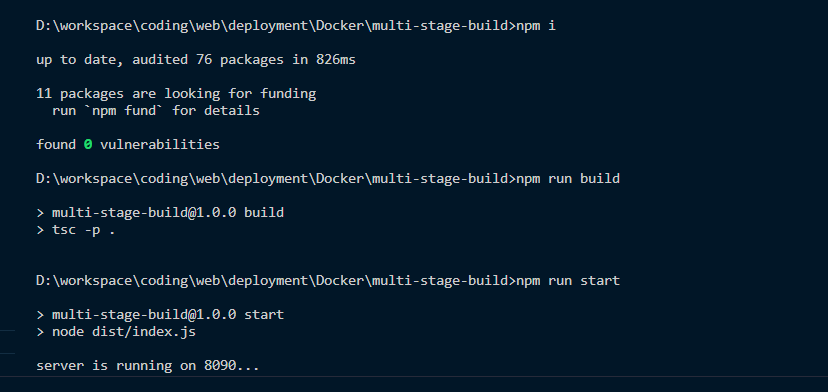 D:\workspace\coding\web\deployment\Docker\multi-stage-build>npm i
up to date, audited 76 packages in 826ms
11 packages are looking for funding
  run `npm fund` for details
found 0 vulnerabilities
D:\workspace\coding\web\deployment\Docker\multi-stage-build>npm run build
> multi-stage-build@1.0.0 build
> tsc -p .
D:\workspace\coding\web\deployment\Docker\multi-stage-build>npm run start
> multi-stage-build@1.0.0 start
> node dist/index.js
server is running on 8090...